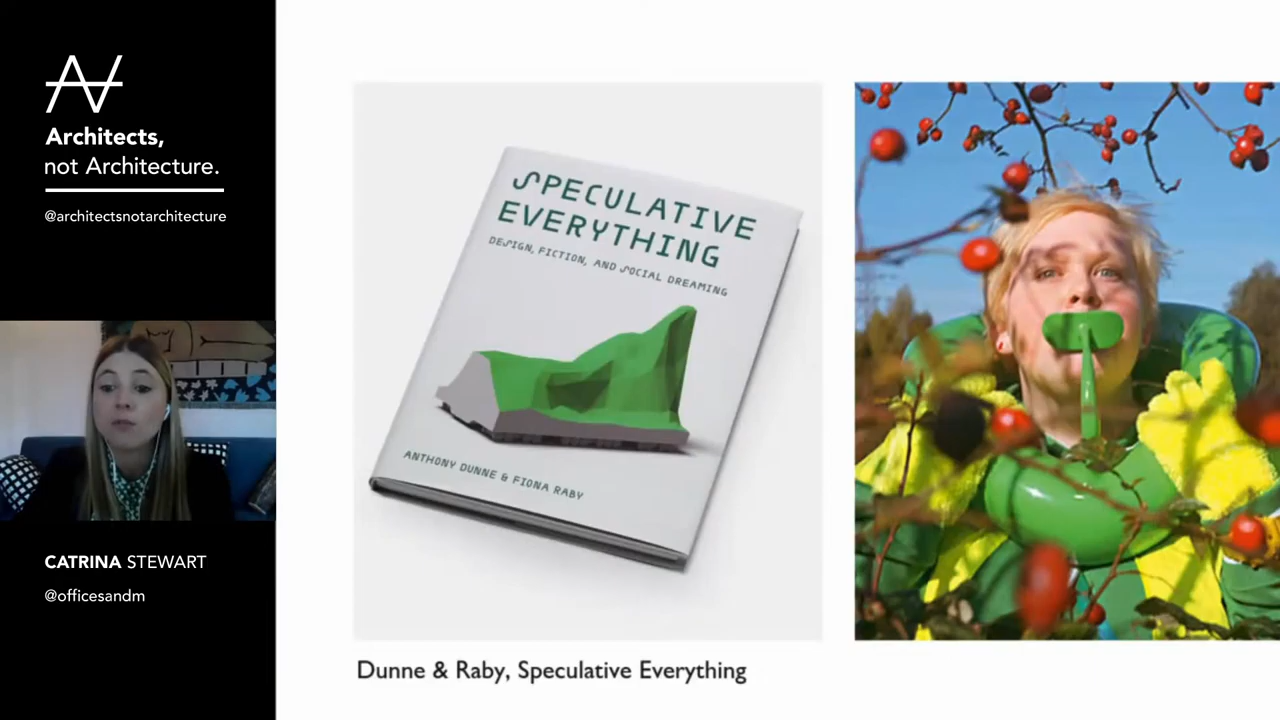 Architects,
not Architecture.
@architectsnotarchitecture
CATRINA STEWART
@officesandm
SPECULATIVE
EVERYTHING
DESIGN, FICTION, AND SOCIAL DREAMING
ANTHONY DUNNE & FIONA RABY
Dunne & Raby, Speculative Everything